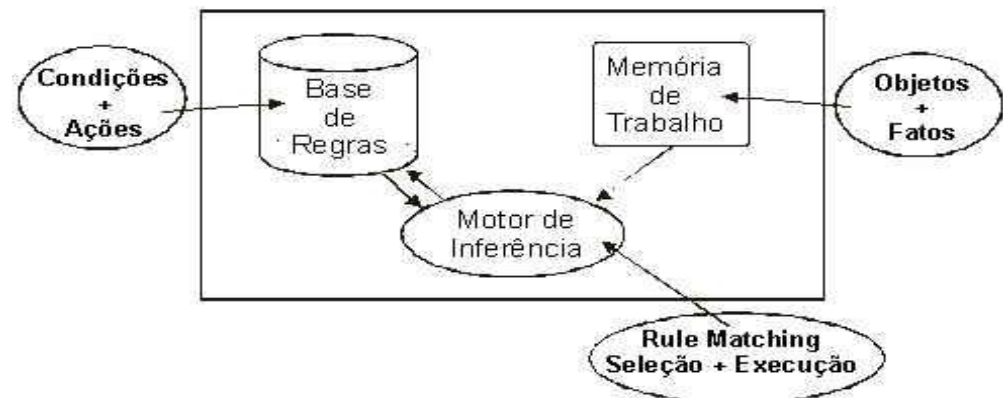 Condições
+
Ações
Base
de
Regras
Memória
de
Trabalho
Objetos
+
Fatos
Motor de
Inferência
Rule Matching
Seleção + Execução